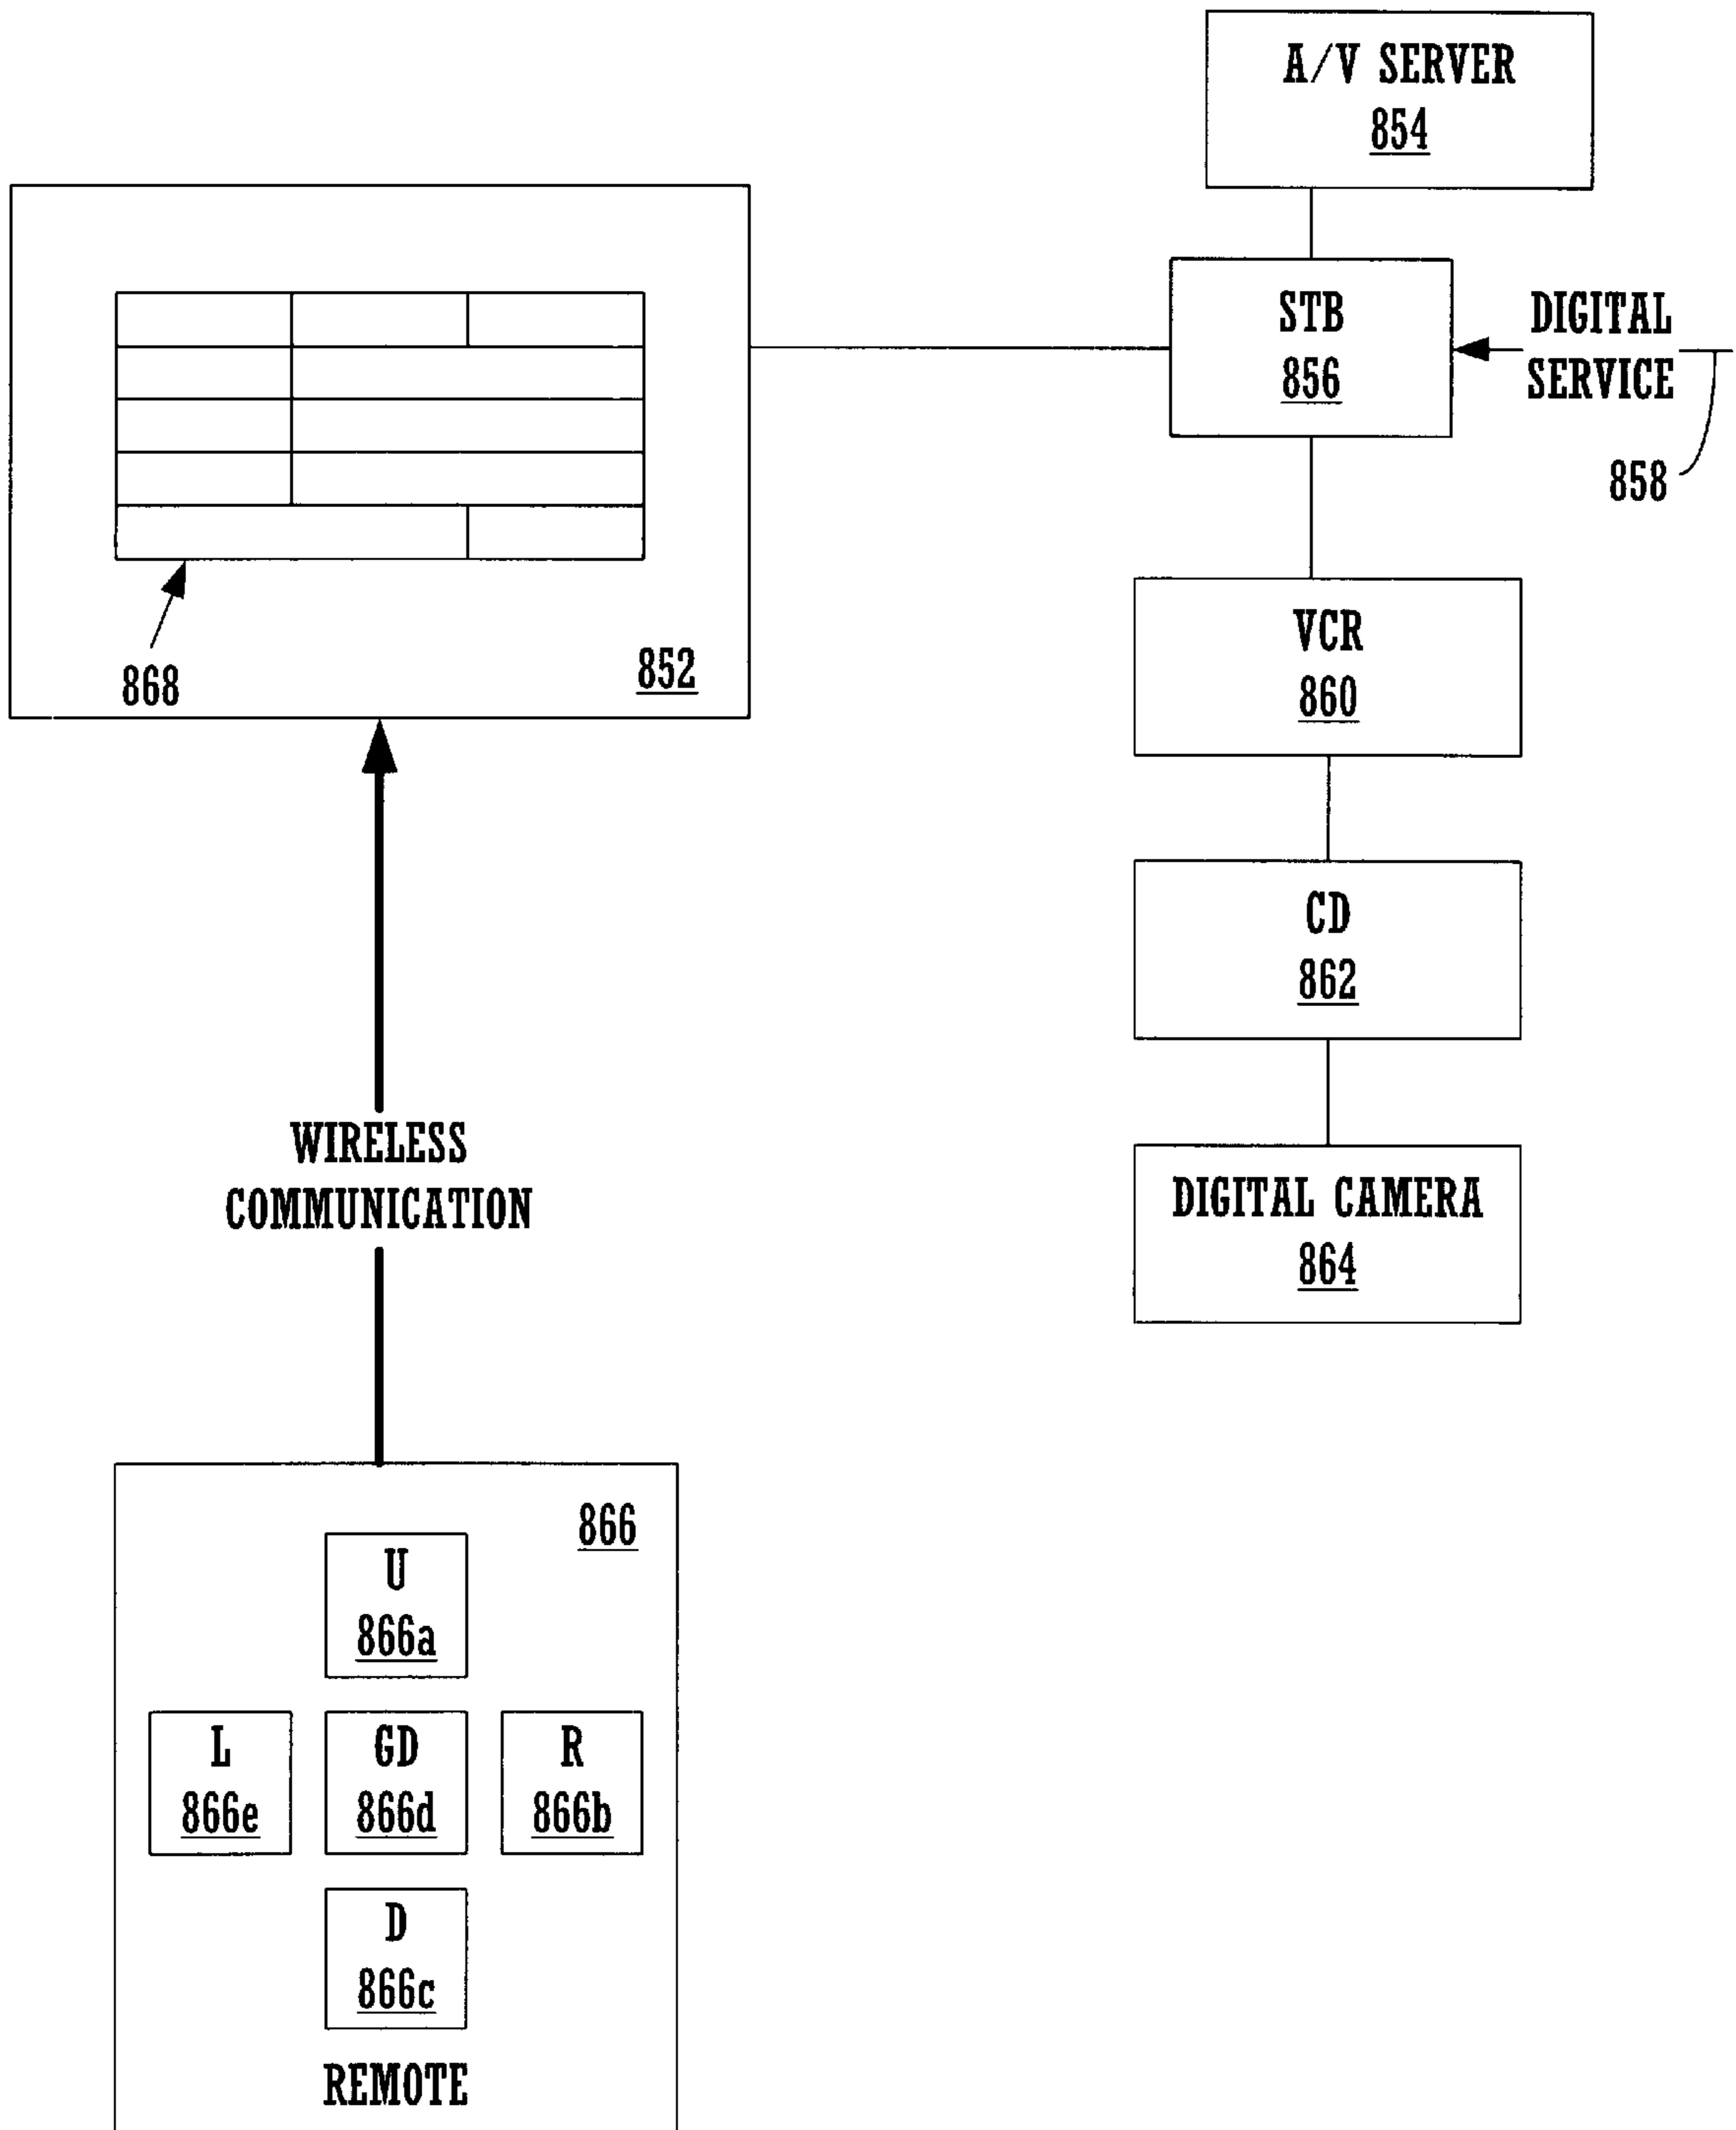 A/V SERVER
854
STB
856
DIGITAL
SERVICE
858
868
852
VCR
860
CD
862
WIRELESS
COMMUNICATION
DIGITAL CAMERA
864
866
U
866a
L
866e
GD
866d
R
866b
D
866c
REMOTE